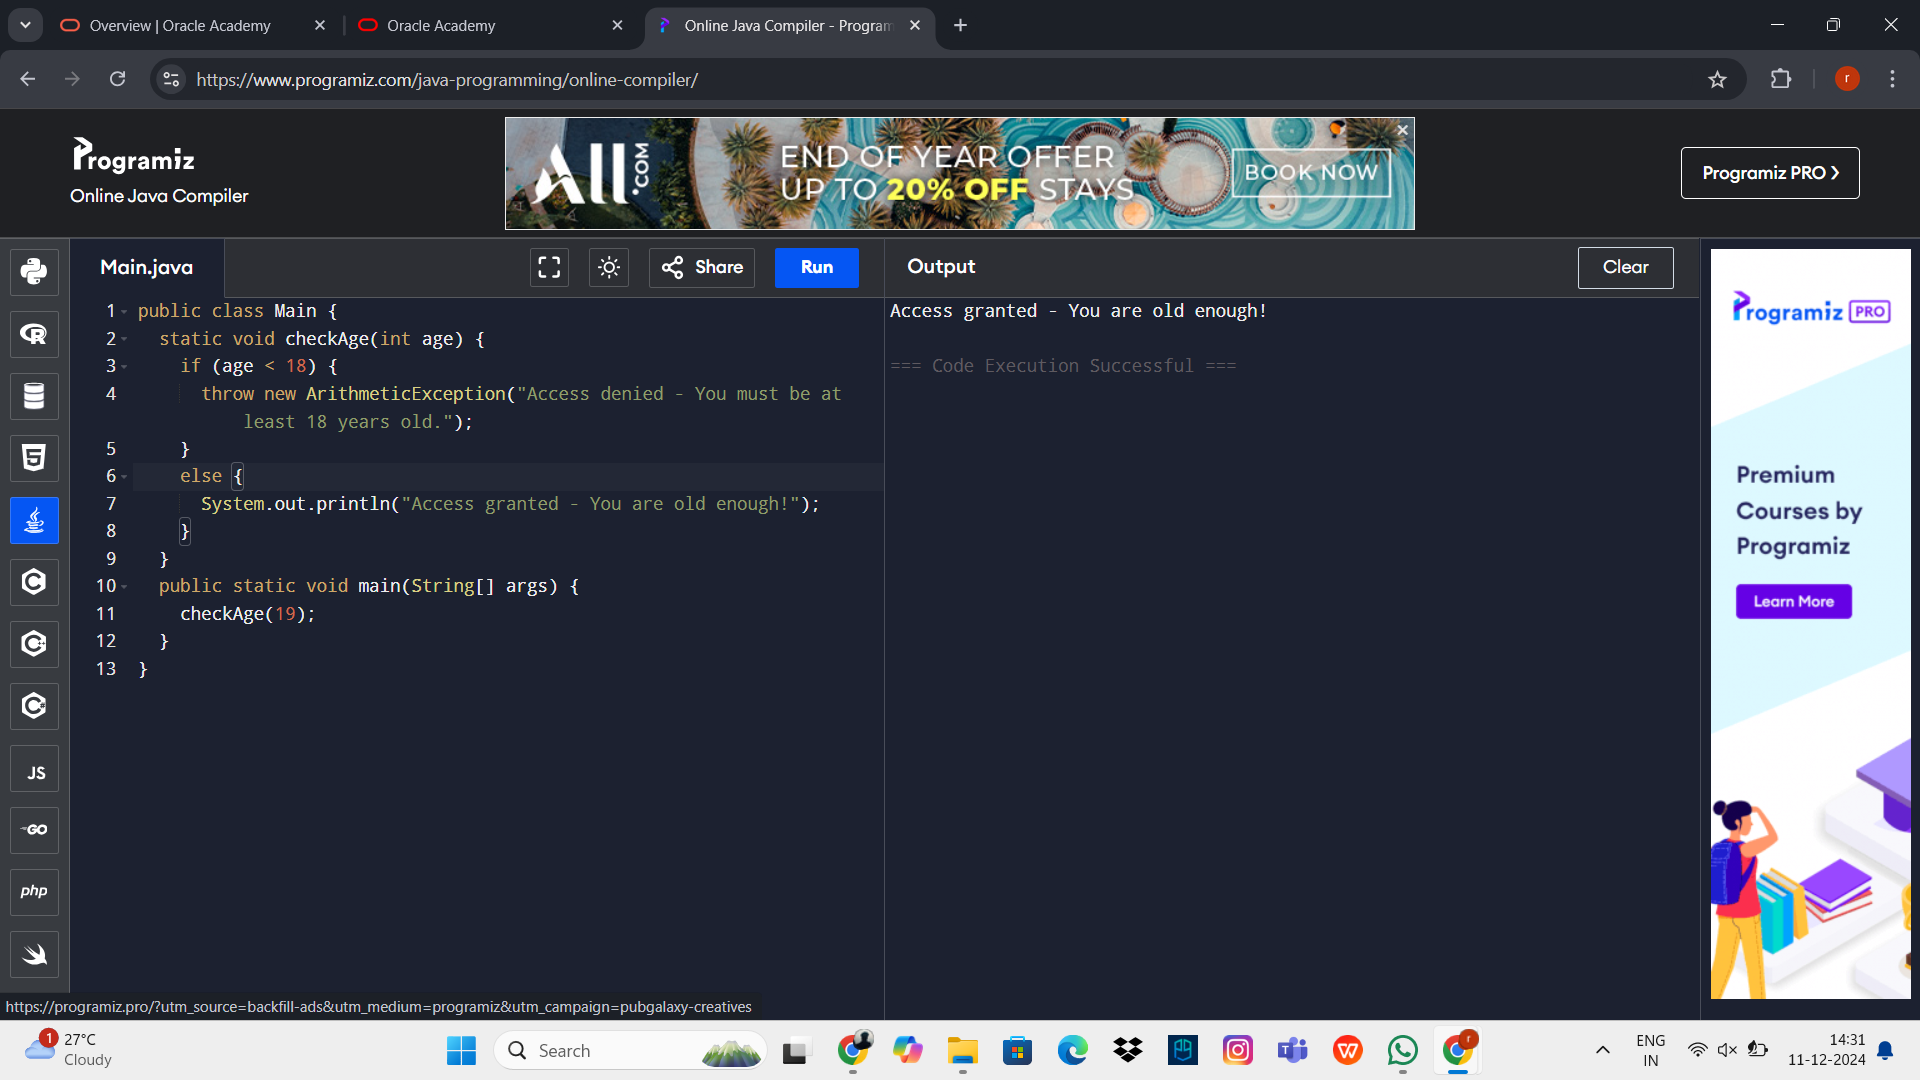 Overview | Oracle Academy
Oracle Academy
Online Java Compiler - Program
https://www.programiz.com/java-programming/online-compiler/
r
Programiz
Online Java Compiler
ALL.COM
END OF YEAR OFFER
UP TO 20% OFF STAYS
BOOK NOW
Programiz PRO ❯
Main.java
Share
Run
Output
Clear
1 public class Main {
2 static void checkAge(int age) {
3 if (age < 18) {
4 throw new ArithmeticException("Access denied - You must be at
least 18 years old.");
5 }
6 else {
7 System.out.println("Access granted - You are old enough!");
8 }
9 }
10 public static void main(String[] args) {
11 checkAge(19);
12 }
13 }
Access granted - You are old enough!
=== Code Execution Successful ===
R
5
C
C
C
JS
GO
php
Programiz PRO
Premium
Courses by
Programiz
Learn More
https://programiz.pro/?utm_source=backfill-ads&utm_medium=programiz&utm_campaign=pubgalaxy-creatives
1
27°C
Cloudy
Search
r
ENG
IN
14:31
11-12-2024